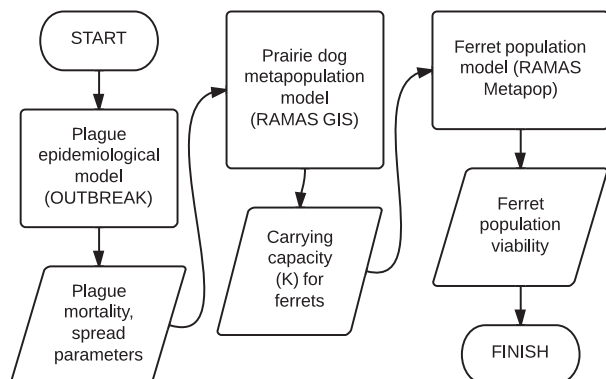 START
Plague
epidemiological
model
(OUTBREAK)
Plague
mortality,
spread
parameters
Prairie dog
metapopulation
model
(RAMAS GIS)
Carrying
capacity
(K) for
ferrets
Ferret population
model (RAMAS
Metapop)
Ferret
population
viability
FINISH